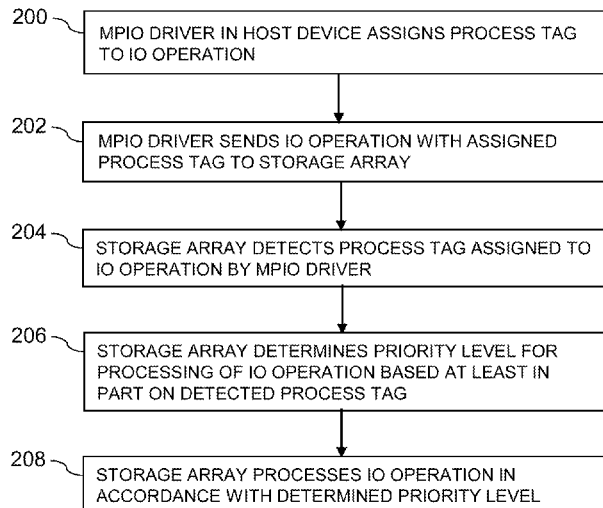 200
MPIO DRIVER IN HOST DEVICE ASSIGNS PROCESS TAG
TO IO OPERATION
202
MPIO DRIVER SENDS IO OPERATION WITH ASSIGNED
PROCESS TAG TO STORAGE ARRAY
204
STORAGE ARRAY DETECTS PROCESS TAG ASSIGNED TO
IO OPERATION BY MPIO DRIVER
206
STORAGE ARRAY DETERMINES PRIORITY LEVEL FOR
PROCESSING OF IO OPERATION BASED AT LEAST IN
PART ON DETECTED PROCESS TAG
208
STORAGE ARRAY PROCESSES IO OPERATION IN
ACCORDANCE WITH DETERMINED PRIORITY LEVEL